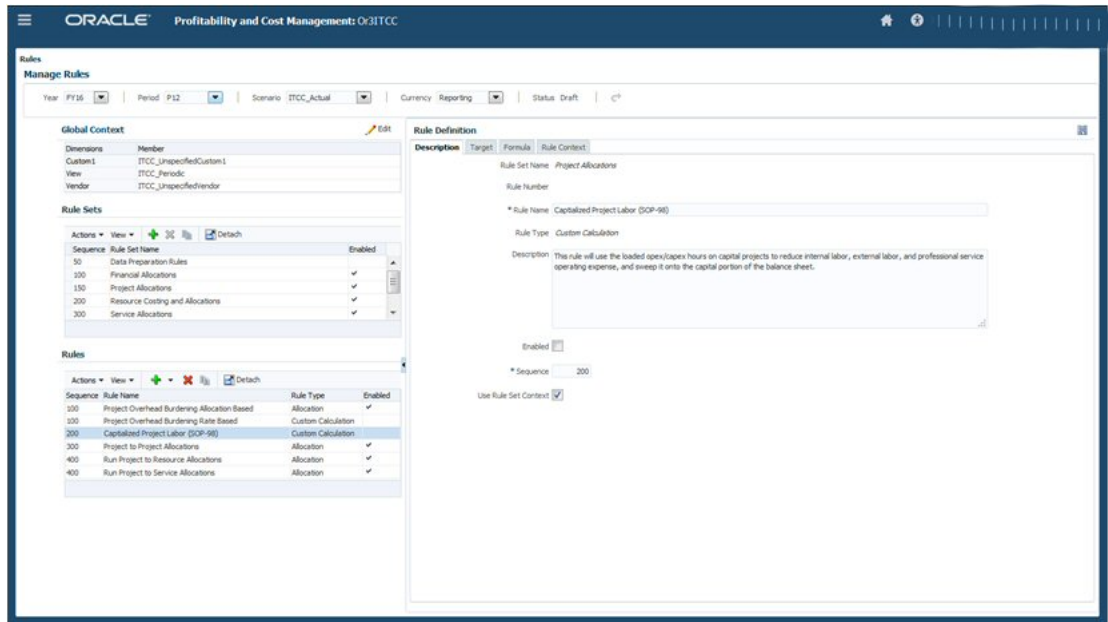 ORACLE Profitability and Cost Management: Or3ITCC
Rules
Manage Rules
Year FY16 Period P12 Scenario ITCC_Actual Currency Reporting Status Draft
Global Context Edit
Dimensions Member
Custom1 ITCC_UnspecifiedCustom1
View ITCC_Periodic
Vendor ITCC_UnspecifiedVendor
Rule Sets
Actions View Detach
Sequence Rule Set Name Enabled
50 Data Preparation Rules
100 Financial Allocations
150 Project Allocations
200 Resource Costing and Allocations
300 Service Allocations
Rules
Actions View Detach
Sequence Rule Name Rule Type Enabled
100 Project Overhead Burdening Allocation Based Allocation
100 Project Overhead Burdening Rate Based Custom Calculation
200 Captialized Project Labor (SOP-98) Custom Calculation
300 Project to Project Allocations Allocation
400 Run Project to Resource Allocations Allocation
400 Run Project to Service Allocations Allocation
Rule Definition
Description Target Formula Rule Context
Rule Set Name Project Allocations
Rule Number
* Rule Name Captialized Project Labor (SOP-98)
Rule Type Custom Calculation
Description This rule will use the loaded opex/capex hours on capital projects to reduce internal labor, external labor, and professional service
operating expense, and sweep it onto the capital portion of the balance sheet.
Enabled
* Sequence 200
Use Rule Set Context